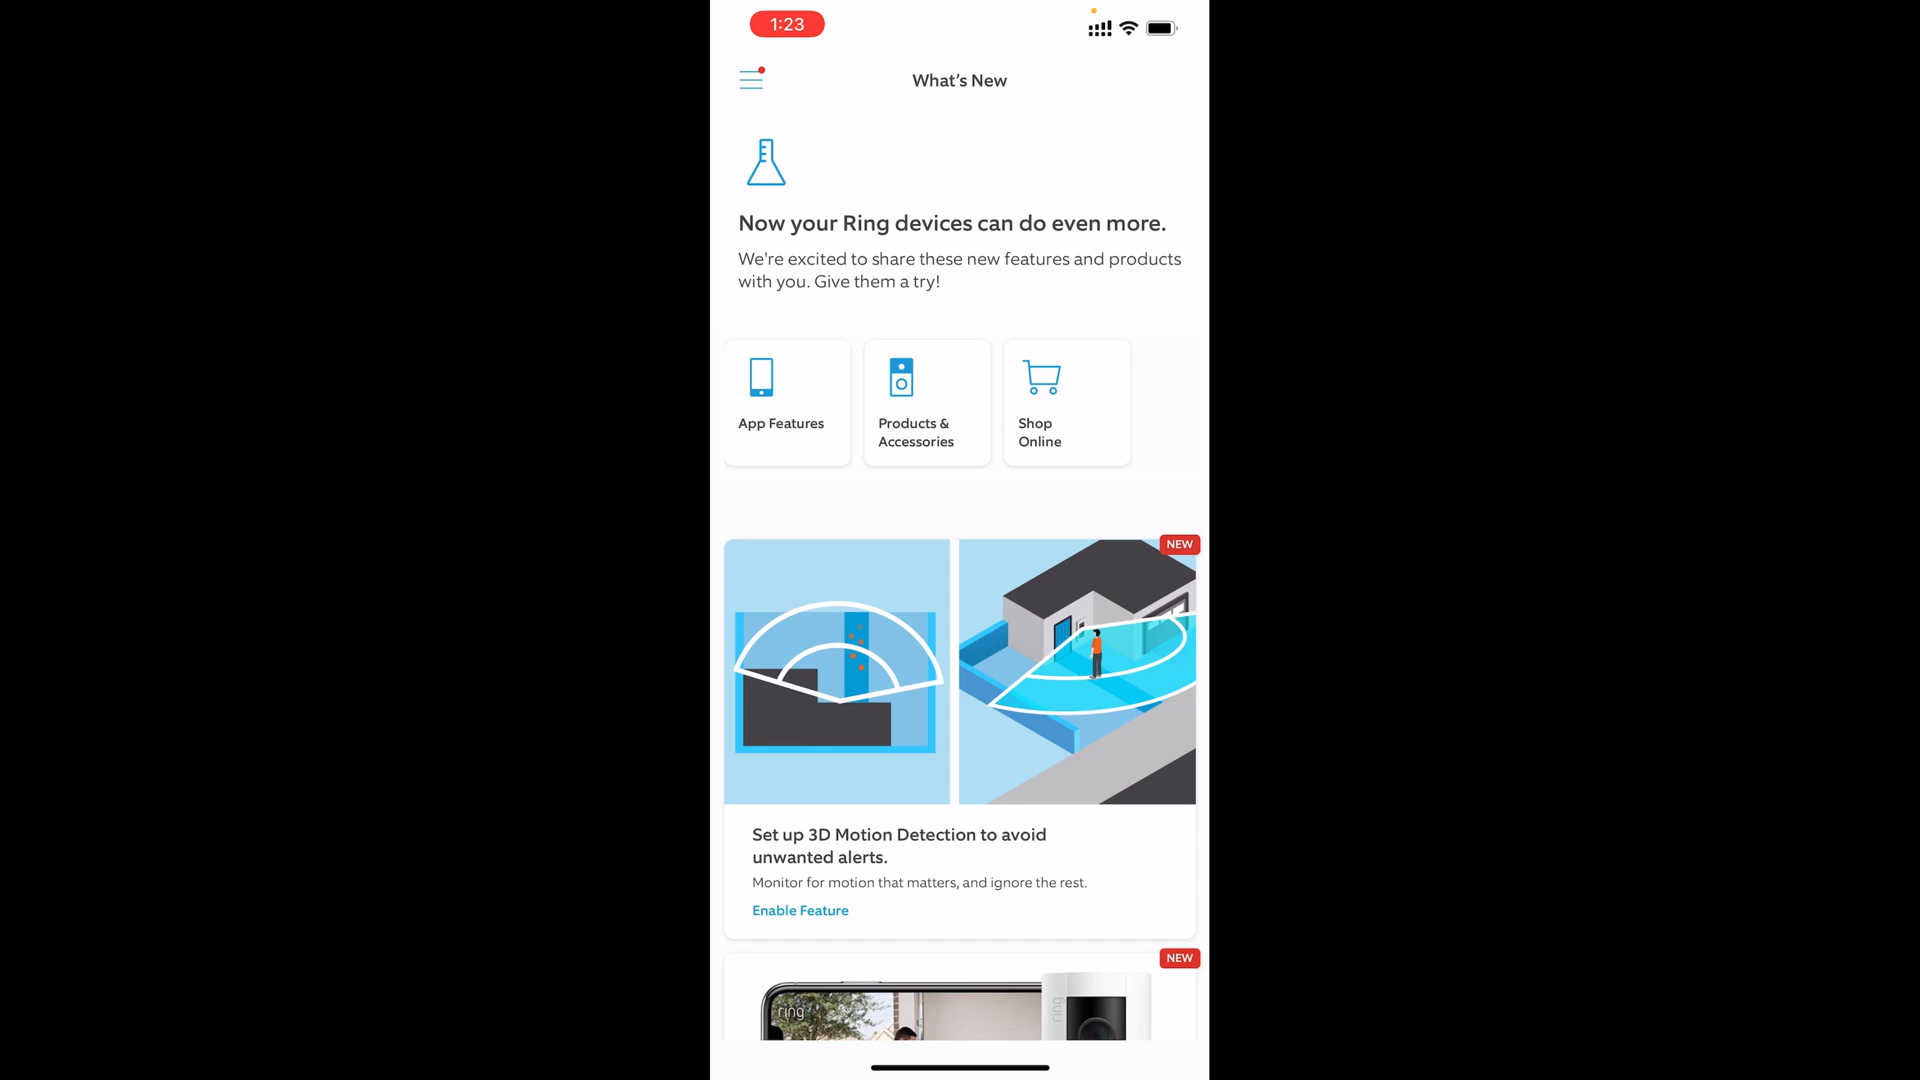 1:23
What's New
Now your Ring devices can do even more.
We're excited to share these new features and products
with you. Give them a try!
App Features
Products &
Accessories
Shop
Online
NEW
Set up 3D Motion Detection to avoid
unwanted alerts.
Monitor for motion that matters, and ignore the rest.
Enable Feature
NEW
ring
ring